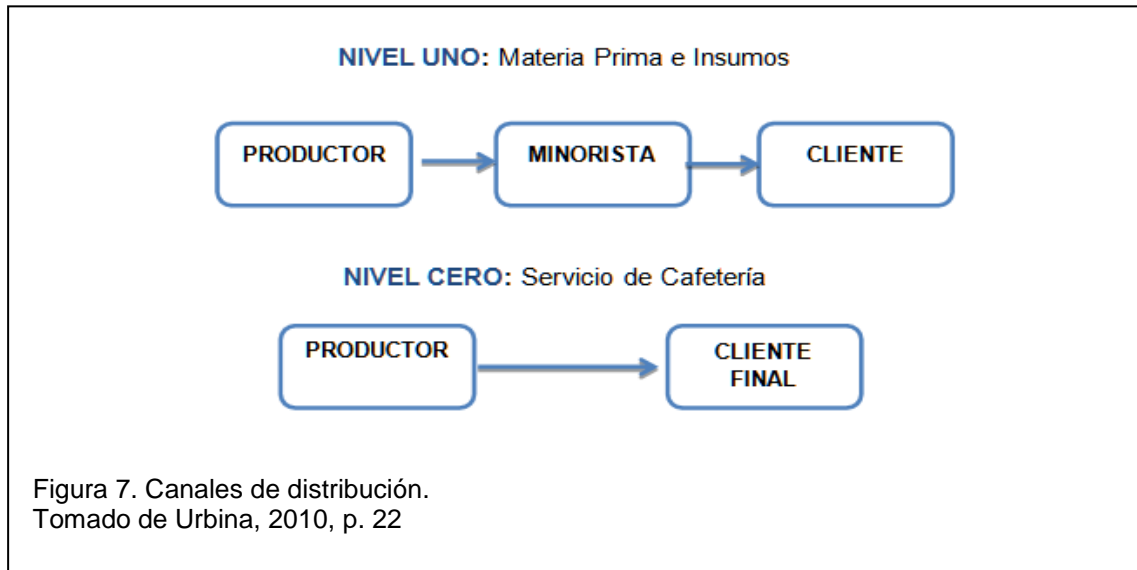 NIVEL UNO: Materia Prima e Insumos
PRODUCTOR
MINORISTA
CLIENTE
NIVEL CERO: Servicio de Cafetería
PRODUCTOR
CLIENTE
FINAL
Figura 7. Canales de distribución.
Tomado de Urbina, 2010, p. 22